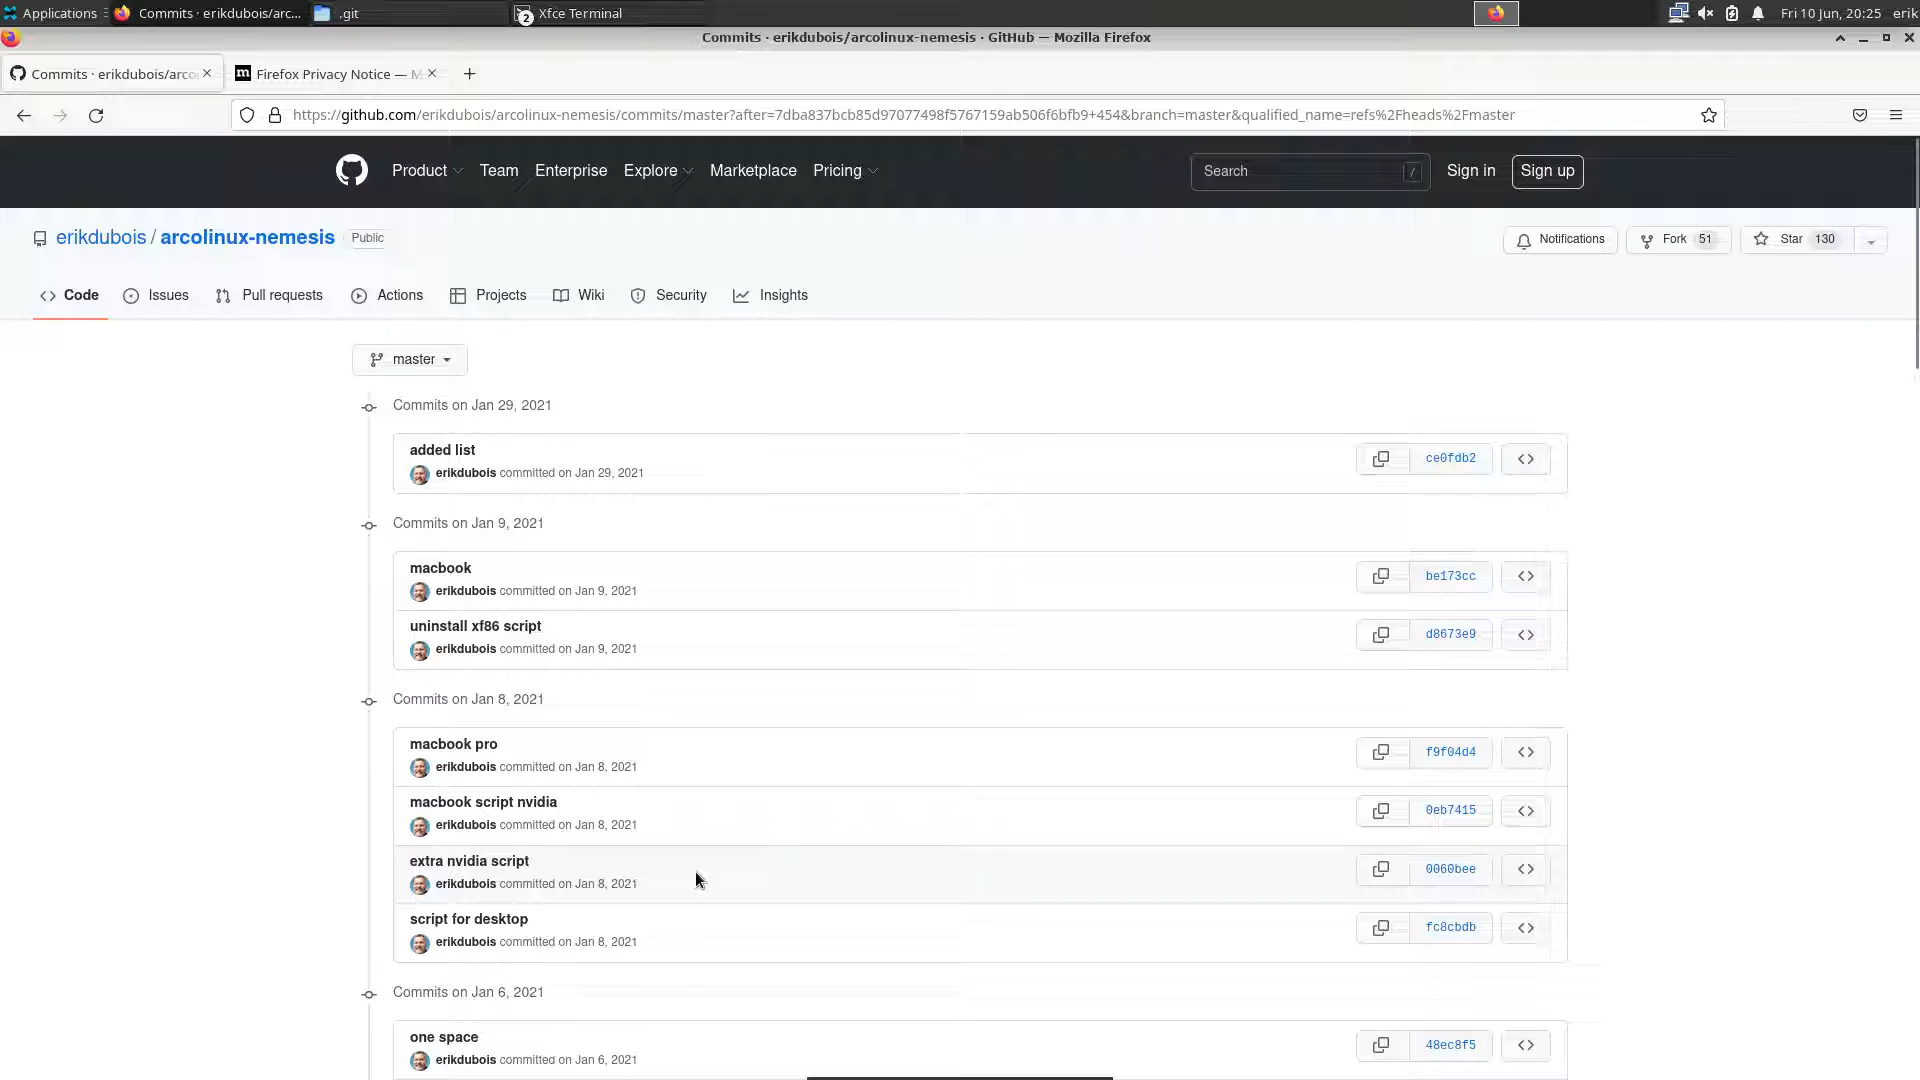 Applications Commits · erikdubois/arc... .git 2 Xfce Terminal Fri 10 Jun, 20:25 erik
Commits · erikdubois/arcolinux-nemesis · GitHub — Mozilla Firefox
Commits · erikdubois/arco m Firefox Privacy Notice — M
https://github.com/erikdubois/arcolinux-nemesis/commits/master?after=7dba837bcb85d97077498f5767159ab506f6bfb9+454&branch=master&qualified_name=refs%2Fheads%2Fmaster
Product Team Enterprise Explore Marketplace Pricing Search / Sign in Sign up
erikdubois / arcolinux-nemesis Public Notifications Fork 51 Star 130
Code Issues Pull requests Actions Projects Wiki Security Insights
master
Commits on Jan 29, 2021
added list
erikdubois committed on Jan 29, 2021
ce0fdb2
Commits on Jan 9, 2021
macbook
erikdubois committed on Jan 9, 2021
be173cc
uninstall xf86 script
erikdubois committed on Jan 9, 2021
d8673e9
Commits on Jan 8, 2021
macbook pro
erikdubois committed on Jan 8, 2021
f9f04d4
macbook script nvidia
erikdubois committed on Jan 8, 2021
0eb7415
extra nvidia script
erikdubois committed on Jan 8, 2021
0060bee
script for desktop
erikdubois committed on Jan 8, 2021
fc8cbdb
Commits on Jan 6, 2021
one space
erikdubois committed on Jan 6, 2021
48ec8f5